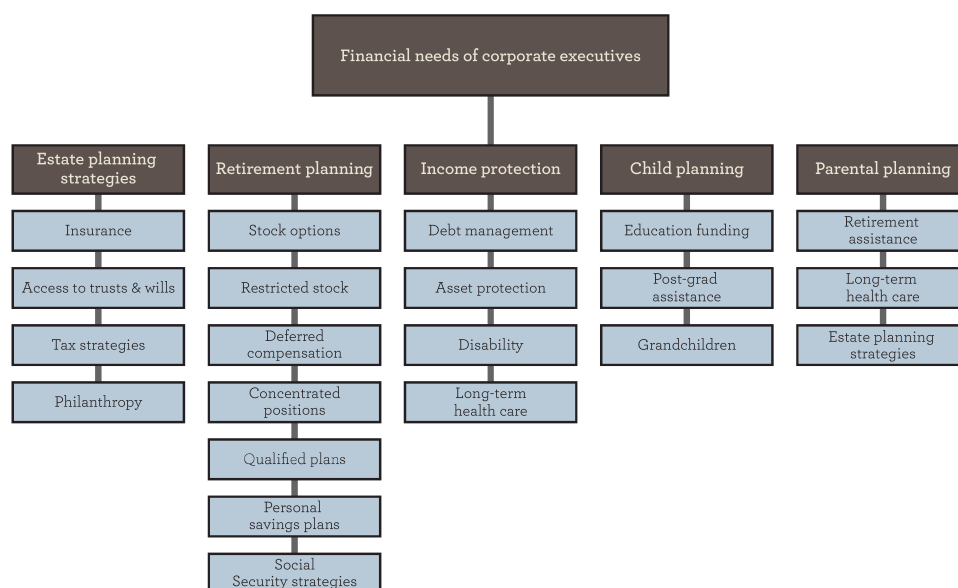 Financial needs of corporate executives
Estate planning
strategies
Insurance
Access to trusts & wills
Tax strategies
Philanthropy
Retirement planning
Stock options
Restricted stock
Deferred
compensation
Concentrated
positions
Qualified plans
Personal
savings plans
Social
Security strategies
Income protection
Debt management
Asset protection
Disability
Long-term
health care
Child planning
Education funding
Post-grad
assistance
Grandchildren
Parental planning
Retirement
assistance
Long-term
health care
Estate planning
strategies